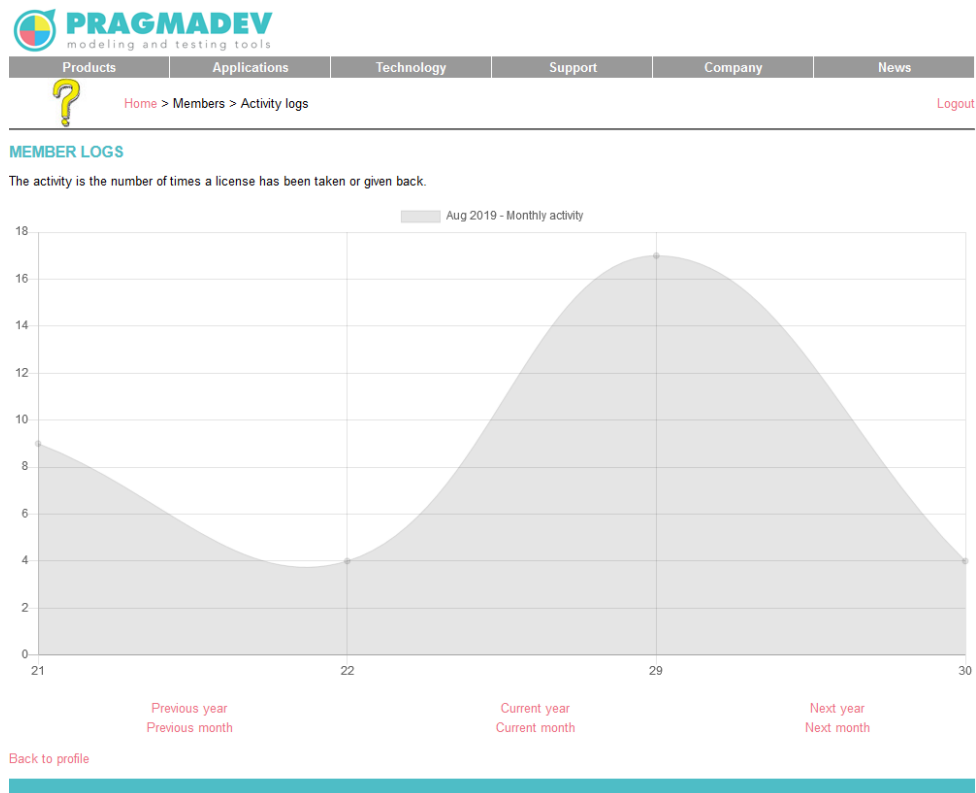 PRAGMADEV
modeling and testing tools
Products Applications Technology Support Company News
Home > Members > Activity logs Logout
MEMBER LOGS
The activity is the number of times a license has been taken or given back.
Aug 2019 - Monthly activity
18
16
14
12
10
8
6
4
2
0
21 22 29 30
Previous year Current year Next year
Previous month Current month Next month
Back to profile